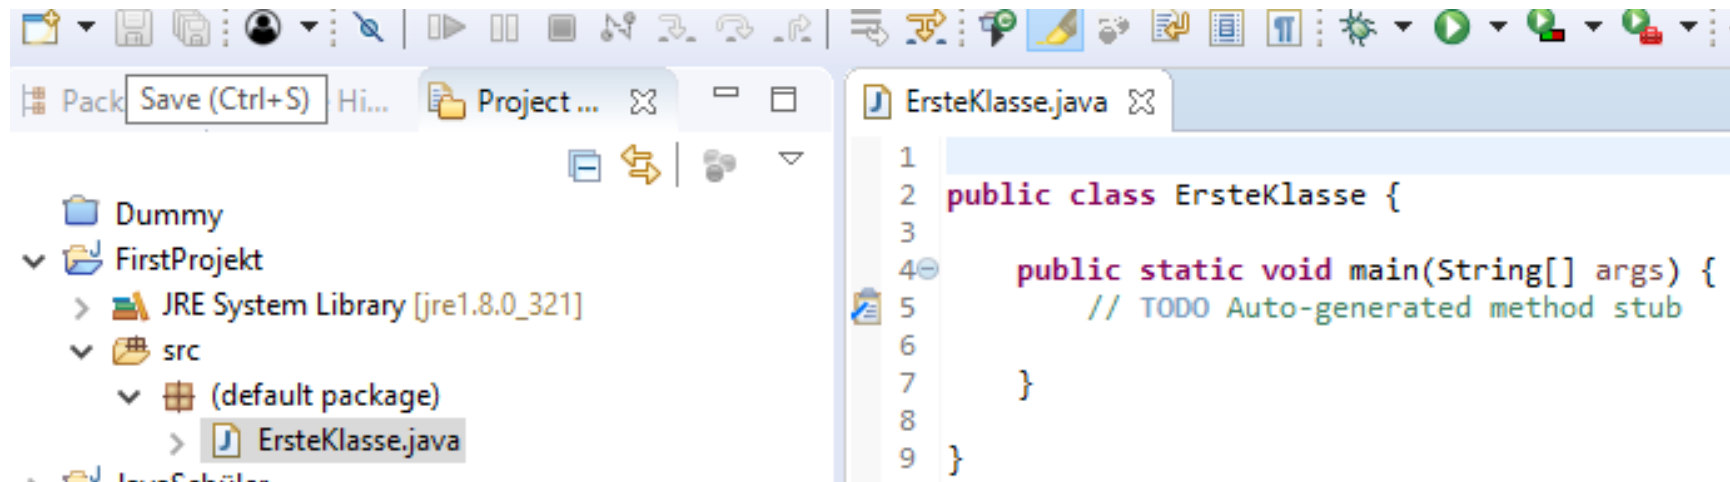 Pack
Save (Ctrl+S)
Hi...
Project ...
Dummy
FirstProjekt
JRE System Library [jre1.8.0_321]
src
(default package)
ErsteKlasse.java
ErsteKlasse.java
1
2 public class ErsteKlasse {
3
4 public static void main(String[] args) {
5 // TODO Auto-generated method stub
6
7 }
8
9 }